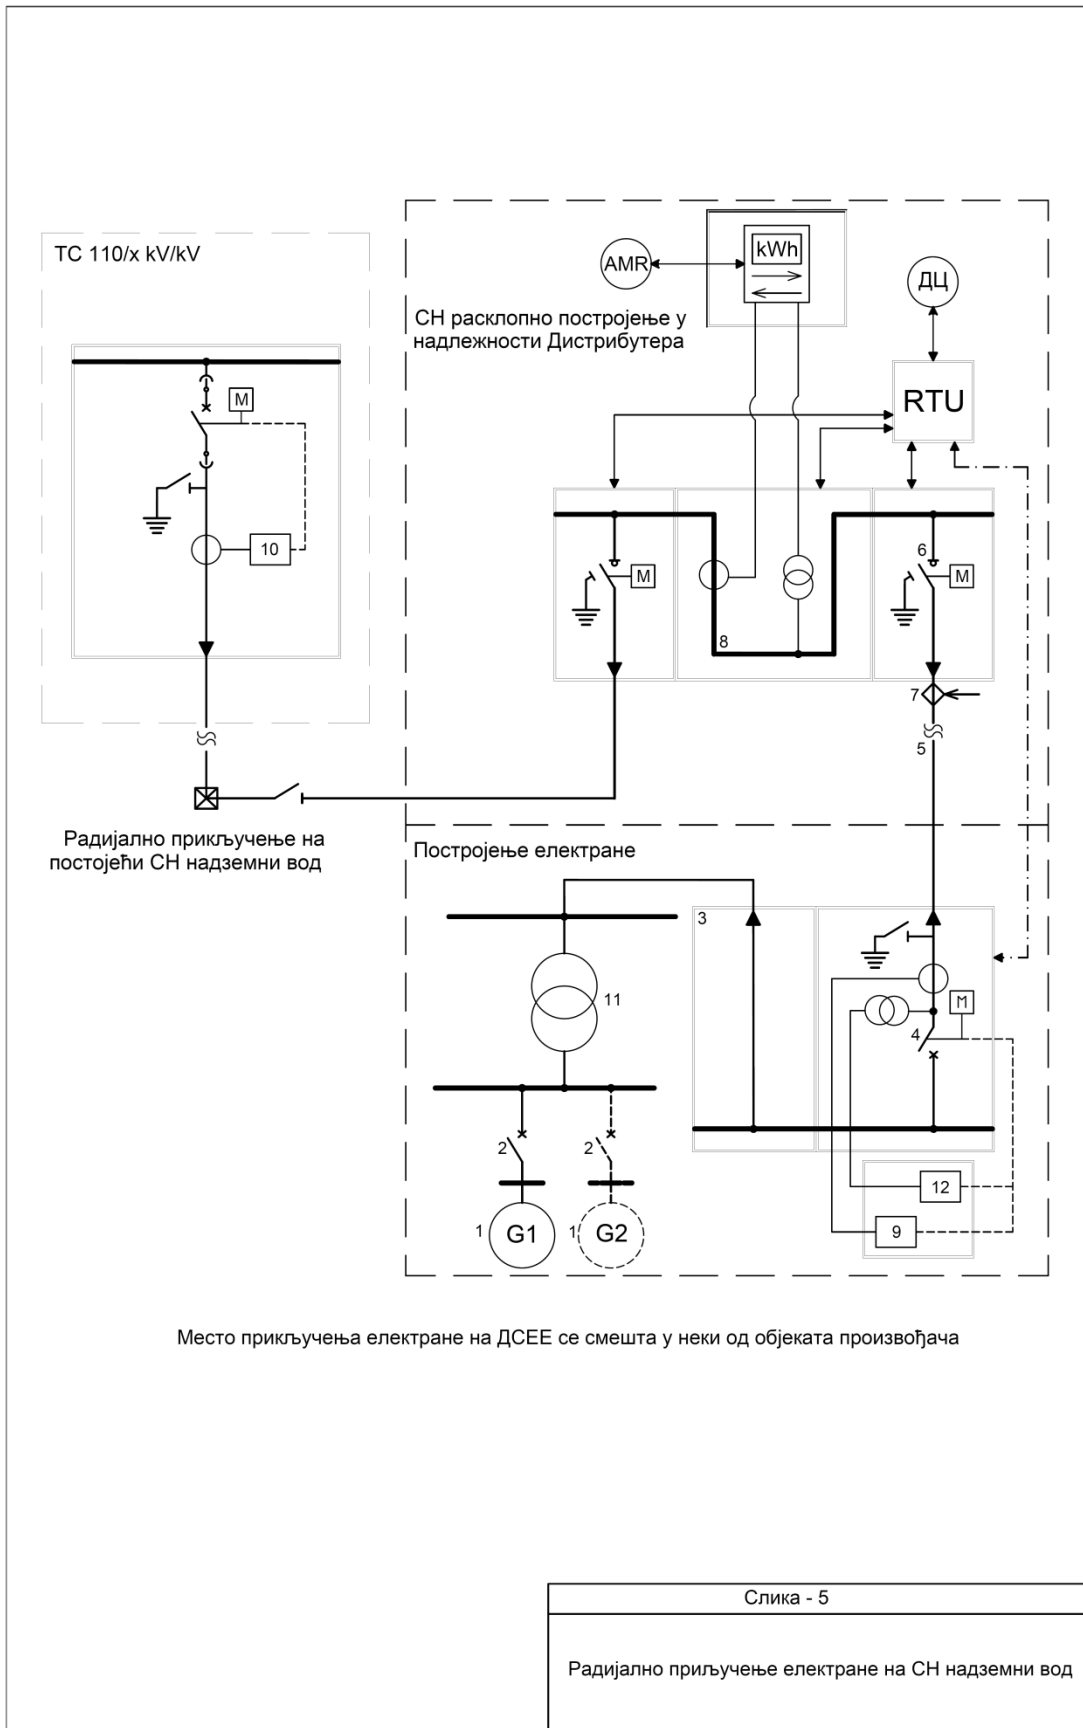 ТС 110/x kV/kV
kWh
AMR
ДЦ
СН расклопно постројење у
надлежности Дистрибутера
RTU
M
10
M
6
M
8
7
5
Радијално прикључење на
постојећи СН надземни вод
Постројење електране
3
11
M
4
2
2
12
1
G1
1
G2
9
Место прикључења електране на ДСЕЕ се смешта у неки од објеката произвођача
Слика - 5
Радијално приључење електране на СН надземни вод